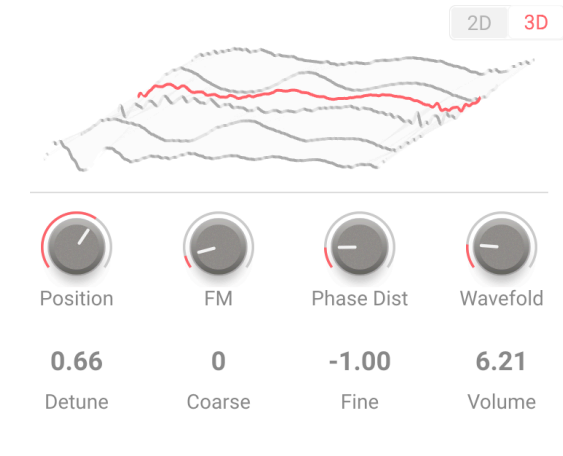 2D 3D
Position FM Phase Dist Wavefold
0.66 0 -1.00 6.21
Detune Coarse Fine Volume